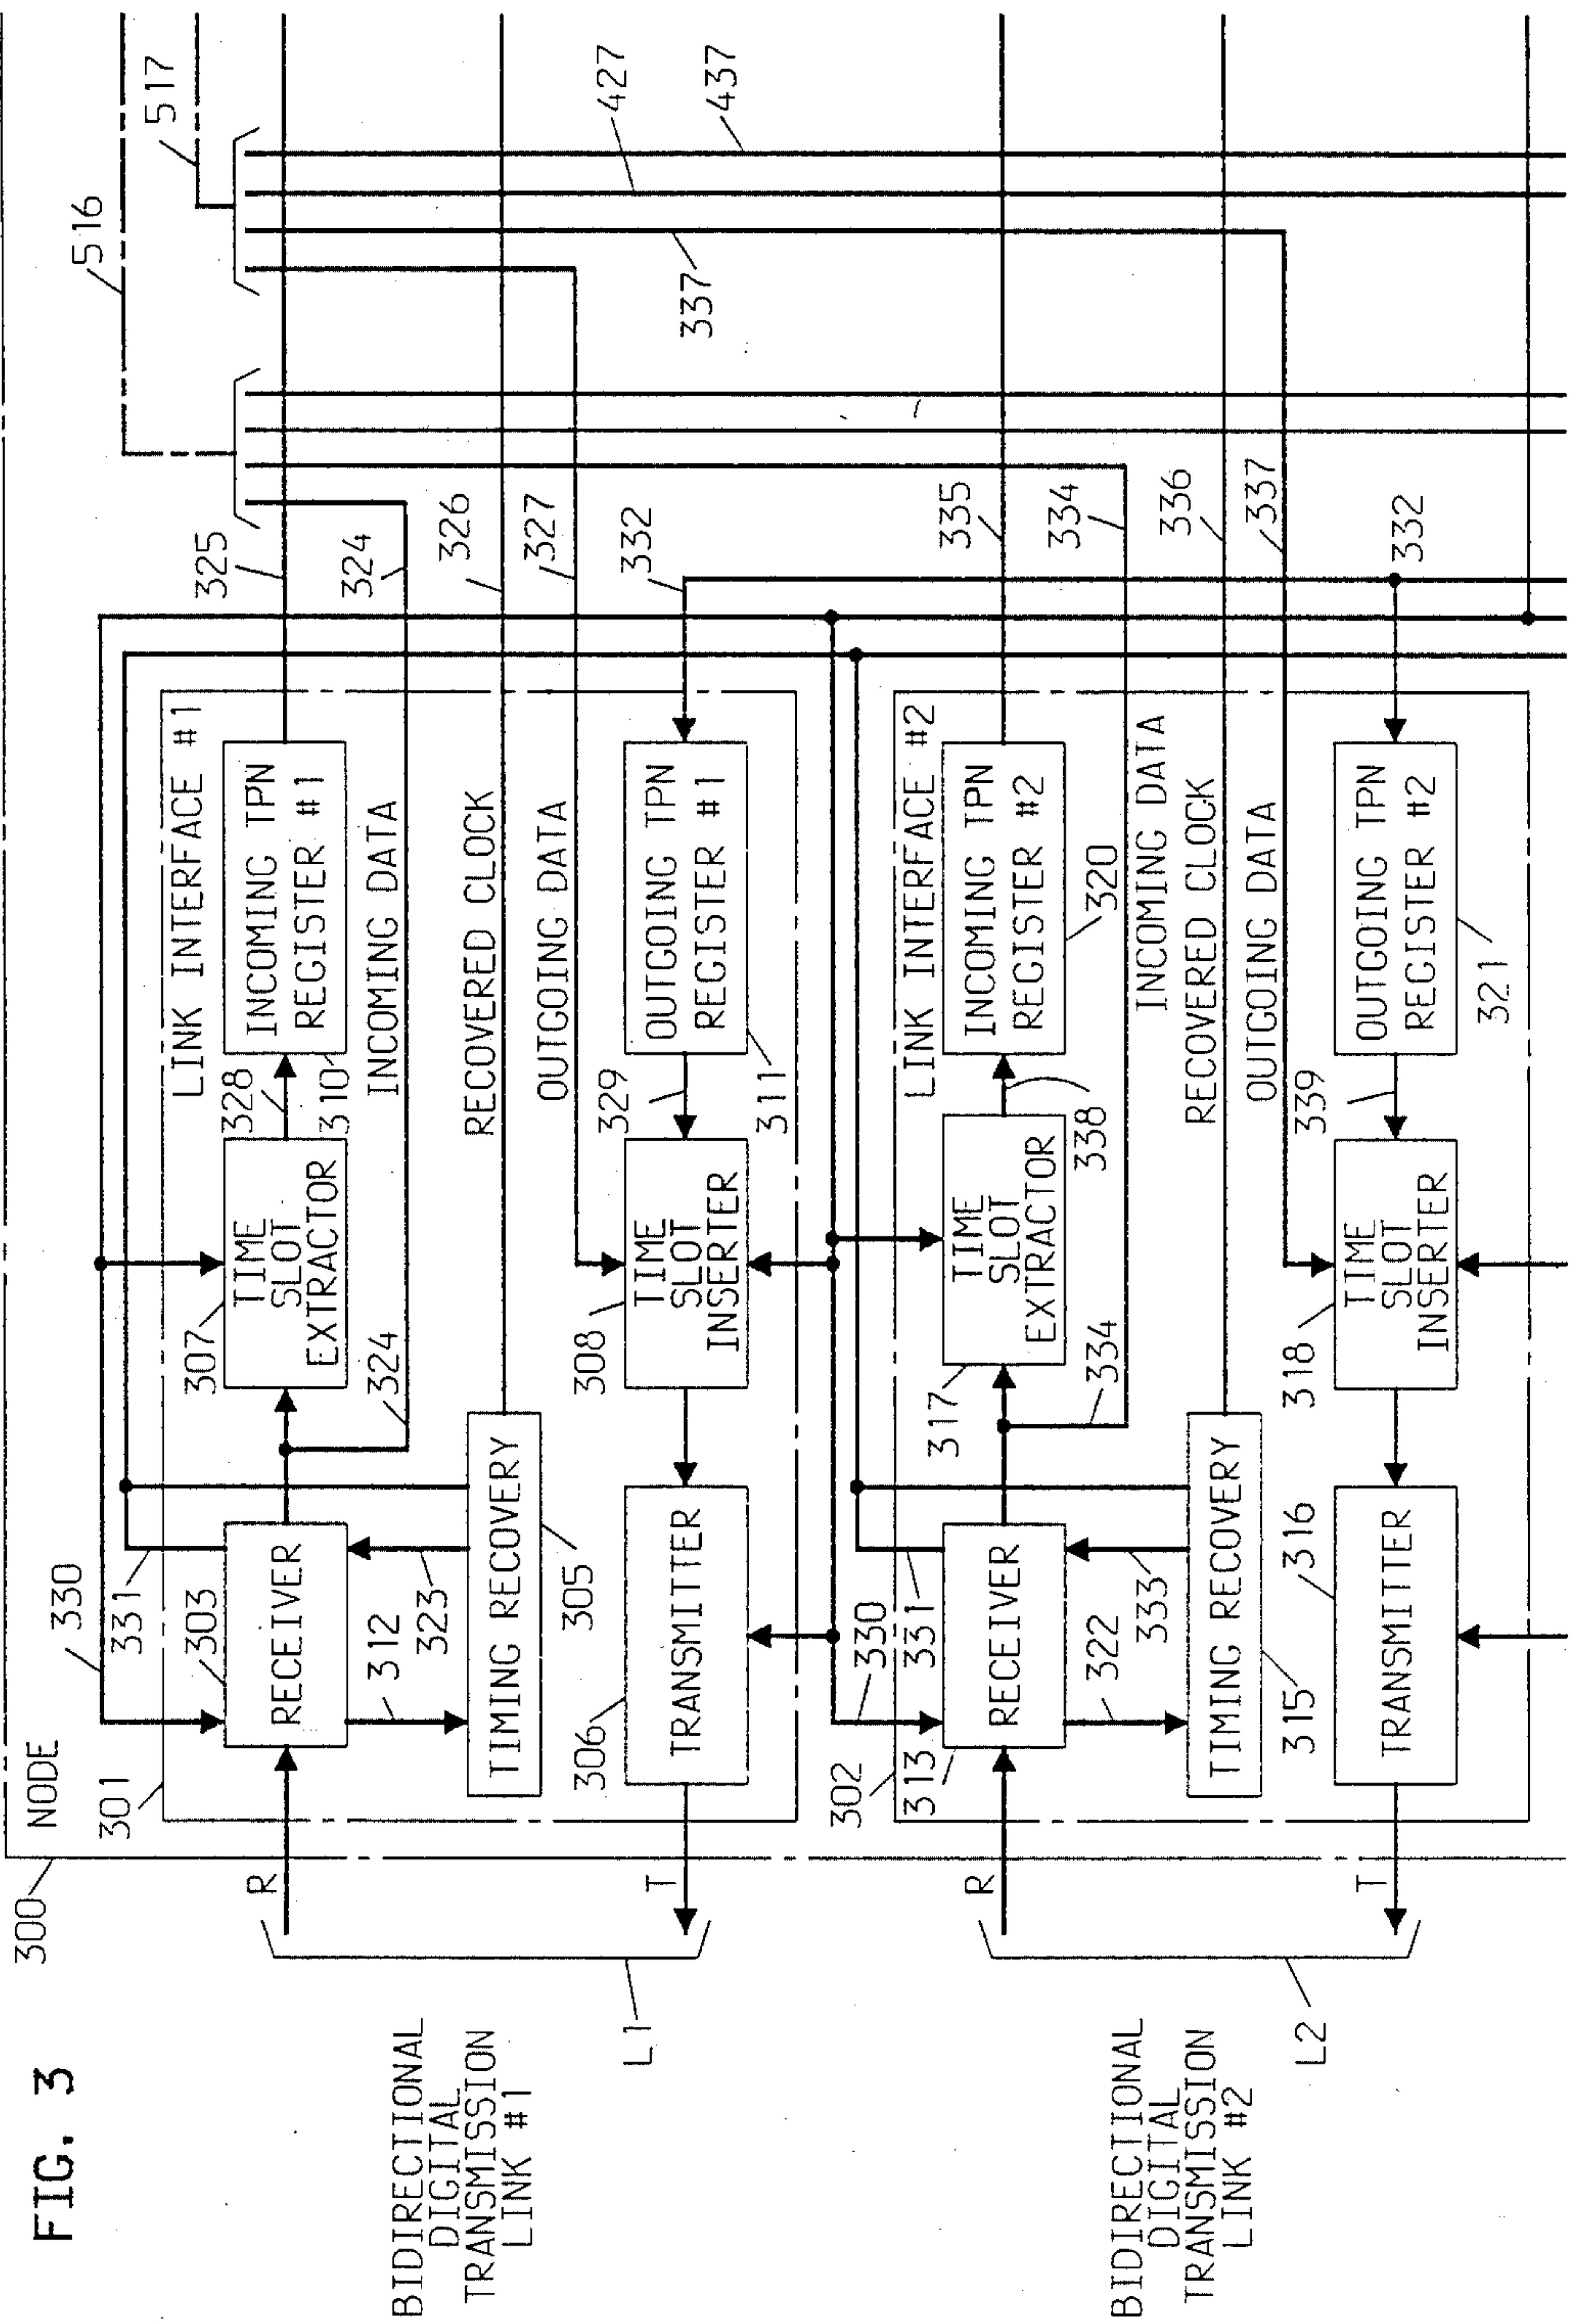 FIG. 3
300
NODE
301
330
331
303
RECEIVER
312
323
TIMING RECOVERY
305
306
TRANSMITTER
R
T
L1
BIDIRECTIONAL
DIGITAL
TRANSMISSION
LINK #1
307
TIME
SLOT
EXTRACTOR
324
308
TIME
SLOT
INSERTER
328
310
329
311
LINK INTERFACE #1
INCOMING TPN
REGISTER #1
INCOMING DATA
RECOVERED CLOCK
OUTGOING DATA
OUTGOING TPN
REGISTER #1
325
324
326
327
332
516
517
337
427
437
302
313
330
331
RECEIVER
322
333
TIMING RECOVERY
315
316
TRANSMITTER
R
T
L2
BIDIRECTIONAL
DIGITAL
TRANSMISSION
LINK #2
317
TIME
SLOT
EXTRACTOR
334
318
TIME
SLOT
INSERTER
338
320
339
321
LINK INTERFACE #2
INCOMING TPN
REGISTER #2
INCOMING DATA
RECOVERED CLOCK
OUTGOING DATA
OUTGOING TPN
REGISTER #2
335
334
336
337
332